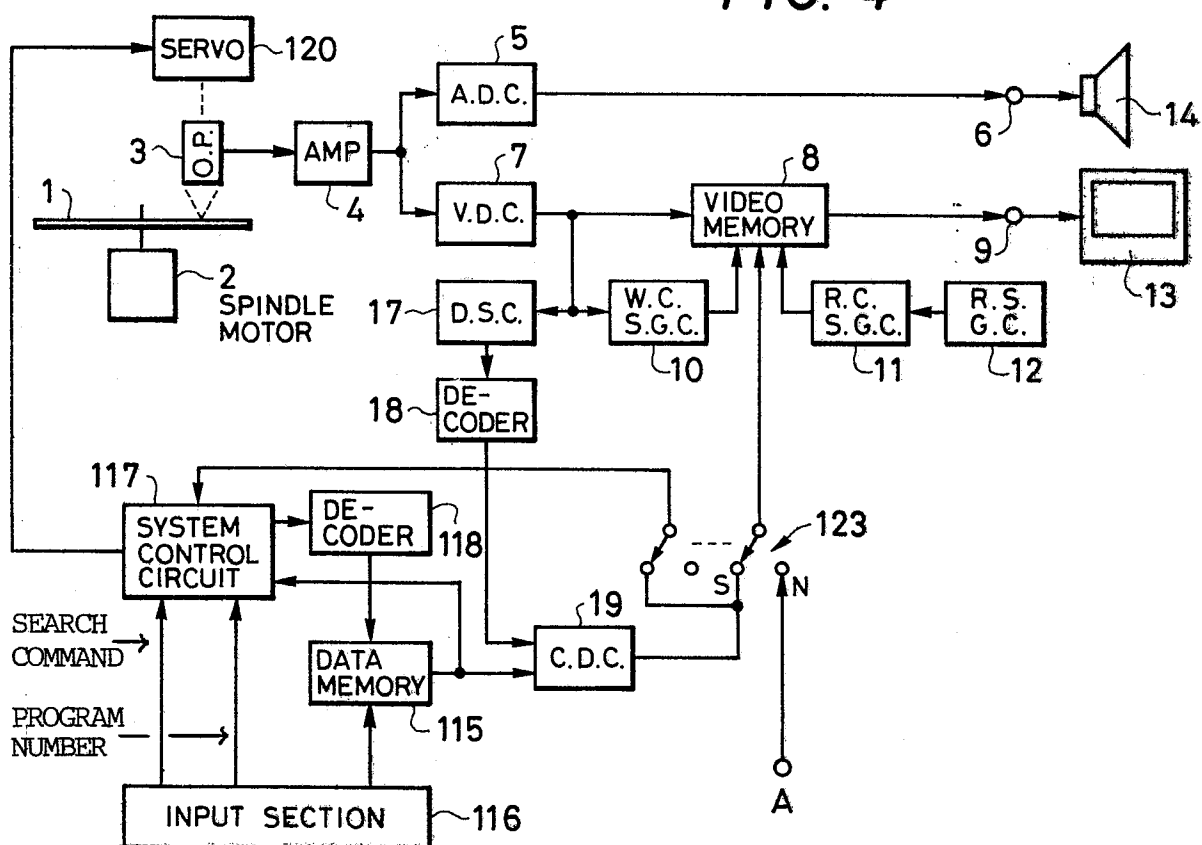 FIG. 4
SERVO
120
5
A.D.C.
6
14
3
O.P.
AMP
4
7
V.D.C.
8
VIDEO
MEMORY
9
13
1
2
SPINDLE
MOTOR
17
D.S.C.
W.C.
S.G.C.
10
R.C.
S.G.C.
11
R.S.
G.C.
12
18
DE-
CODER
117
SYSTEM
CONTROL
CIRCUIT
DE-
CODER
118
123
S
N
19
C.D.C.
SEARCH
COMMAND
DATA
MEMORY
115
PROGRAM
NUMBER
A
INPUT SECTION
116